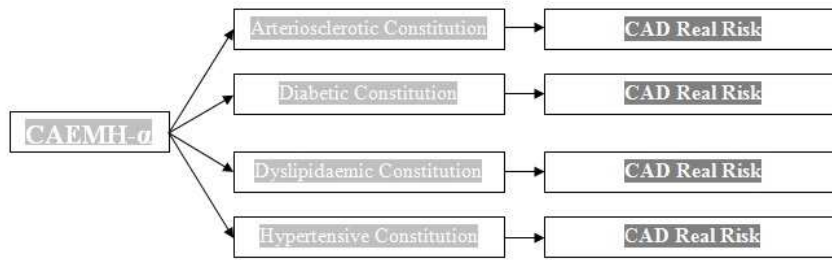 Arteriosclerotic Constitution
CAD Real Risk
Diabetic Constitution
CAD Real Risk
CAEMH-α
Dyslipidaemic Constitution
CAD Real Risk
Hypertensive Constitution
CAD Real Risk